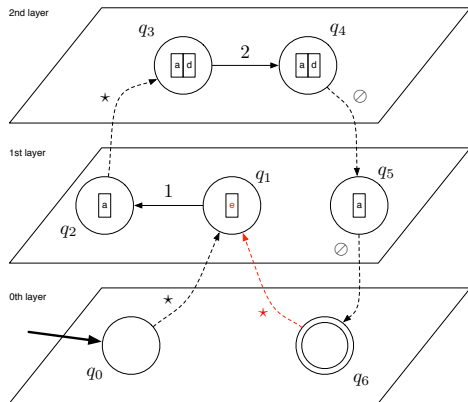 2nd layer
q3 q4
a d 2 a d
⋆ ⊘
1st layer
q1 q5
1
a e a
q2 ⊘
⋆ ⋆
0th layer
q0 q6